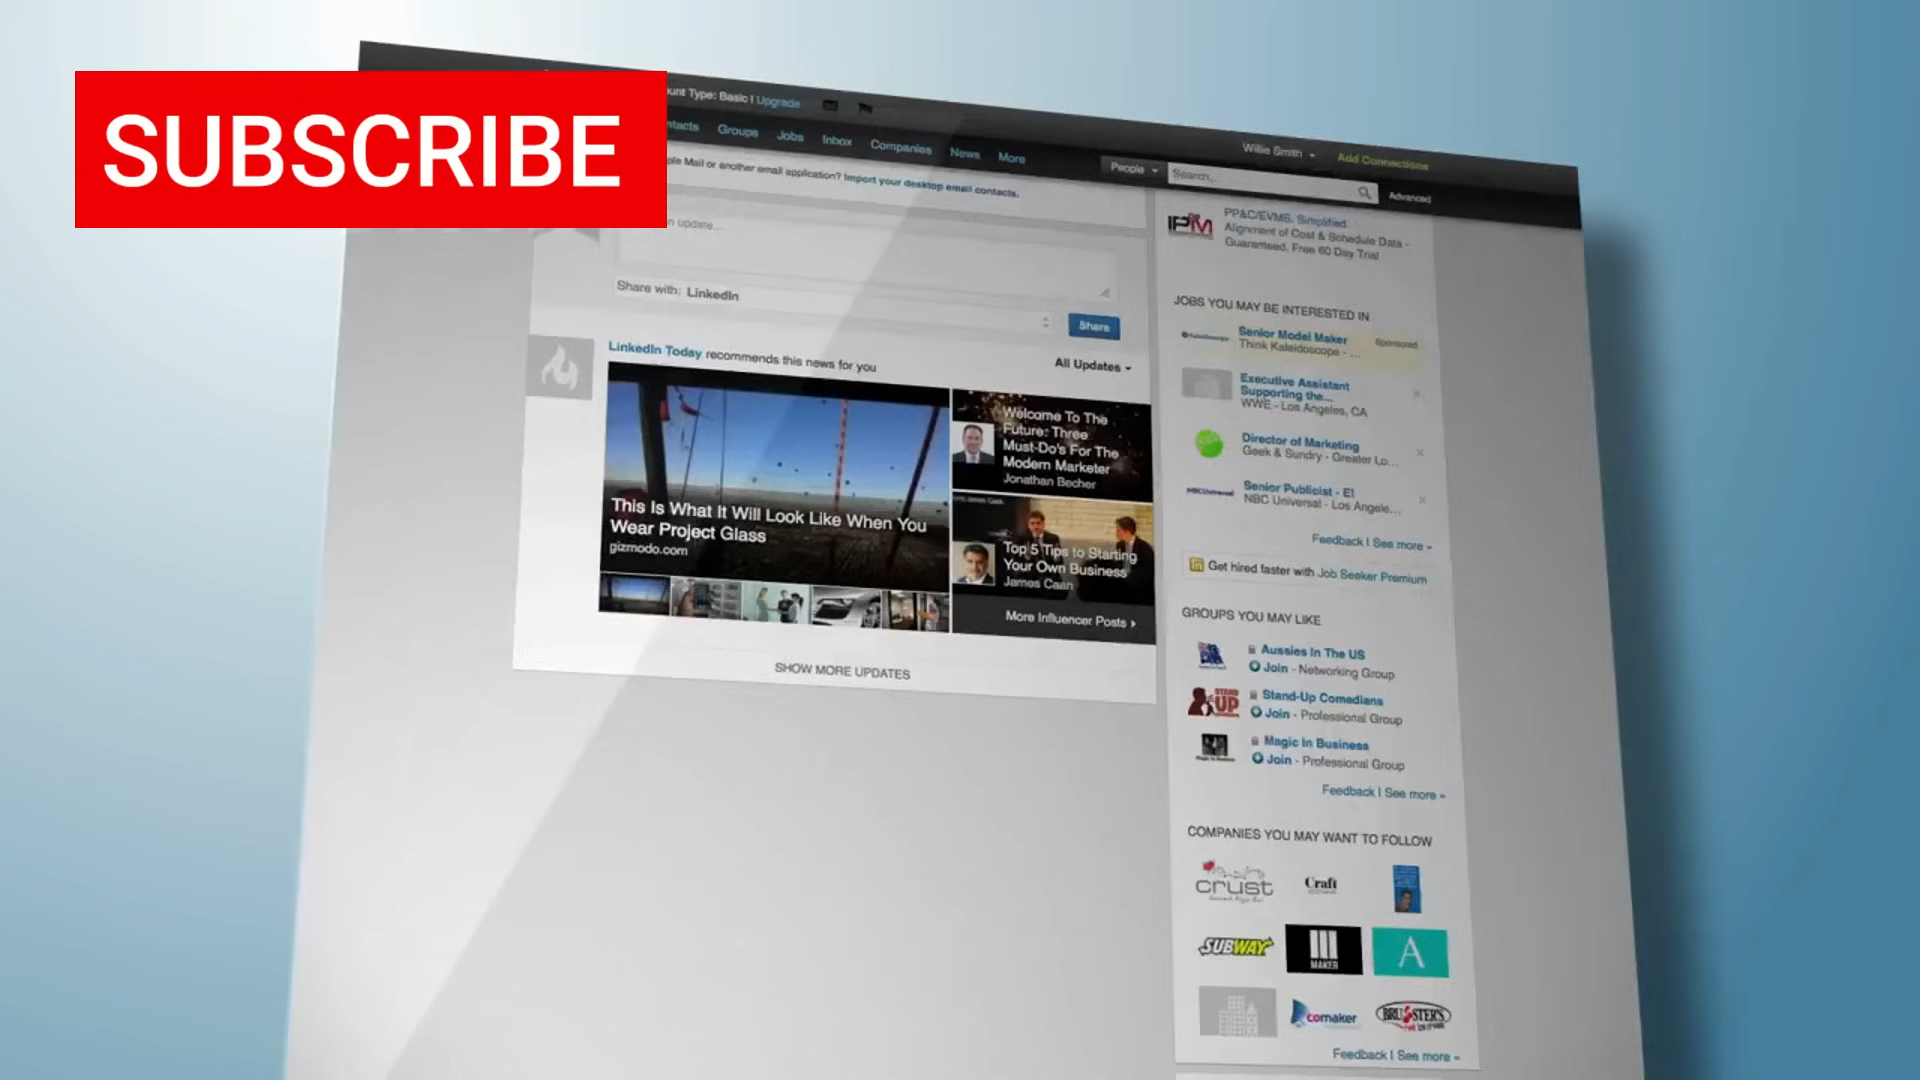 SUBSCRIBE
unt Type: Basic | Upgrade
ntacts Groups Jobs Inbox Companies News More
Willie Smith Add Connections
People Search... Advanced
ple Mail or another email application? Import your desktop email contacts.
n update...
Share with: LinkedIn
Share
LinkedIn Today recommends this news for you
All Updates
This Is What It Will Look Like When You
Wear Project Glass
gizmodo.com
Welcome To The
Future: Three
Must-Do's For The
Modern Marketer
Jonathan Becher
Top 5 Tips to Starting
Your Own Business
James Caan
More Influencer Posts
SHOW MORE UPDATES
IPM
PP&C/EVMS. Simplified.
Alignment of Cost & Schedule Data -
Guaranteed. Free 60 Day Trial
JOBS YOU MAY BE INTERESTED IN
Senior Model Maker
Sponsored
Think Kaleidoscope - ...
Executive Assistant
Supporting the...
WWE - Los Angeles, CA
Director of Marketing
Geek & Sundry - Greater Lo...
NBCUniversal
Senior Publicist - E!
NBC Universal - Los Angele...
Feedback | See more »
in Get hired faster with Job Seeker Premium
GROUPS YOU MAY LIKE
Aussies In The US
Join - Networking Group
STAND UP
Stand-Up Comedians
Join - Professional Group
Magic In Business
Join - Professional Group
Feedback | See more »
COMPANIES YOU MAY WANT TO FOLLOW
crust Craft
SUBWAY MAKER A
comaker BRUSTER'S
Feedback | See more »